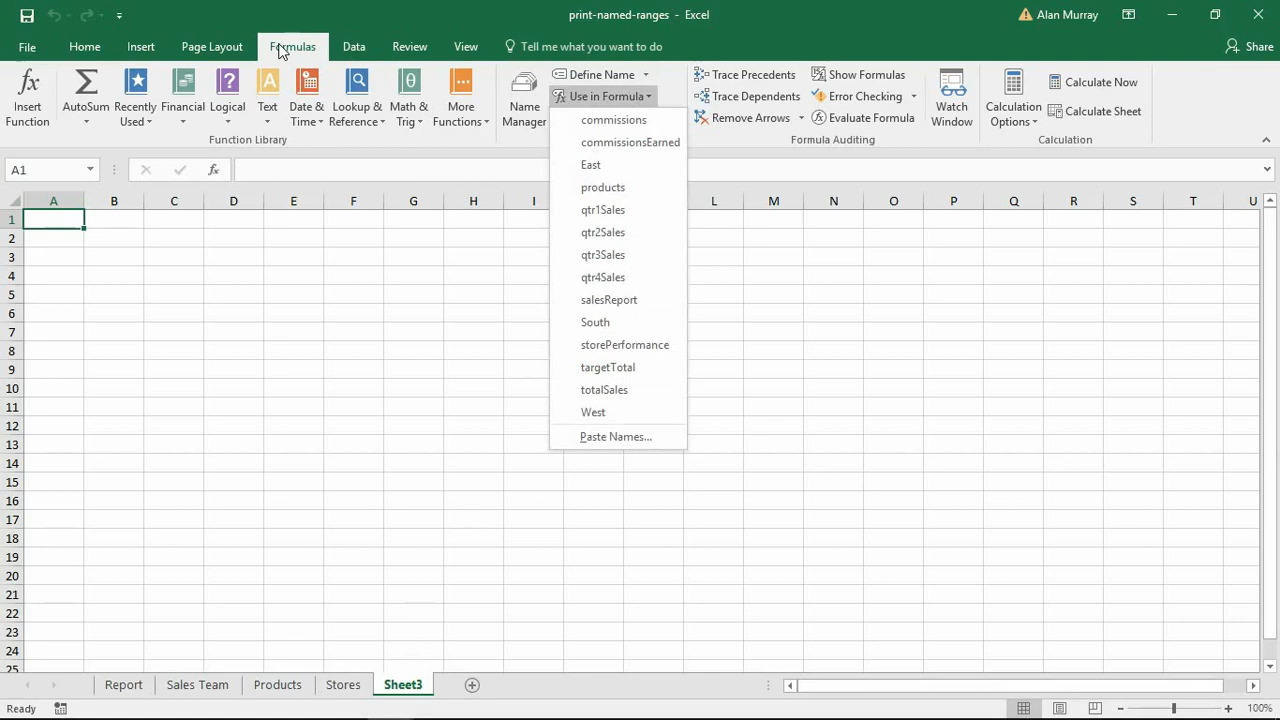 print-named-ranges - Excel
Alan Murray
File Home Insert Page Layout Formulas Data Review View Tell me what you want to do Share
Insert Function
AutoSum
Recently Used
Financial
Logical
Text
Date & Time
Lookup & Reference
Math & Trig
More Functions
Function Library
Name Manager
Define Name
Use in Formula
commissions
commissionsEarned
East
products
qtr1Sales
qtr2Sales
qtr3Sales
qtr4Sales
salesReport
South
storePerformance
targetTotal
totalSales
West
Paste Names...
Trace Precedents
Trace Dependents
Remove Arrows
Show Formulas
Error Checking
Evaluate Formula
Formula Auditing
Watch Window
Calculation Options
Calculate Now
Calculate Sheet
Calculation
A1
fx
A B C D E F G H I L M N O P Q R S T U
1
2
3
4
5
6
7
8
9
10
11
12
13
14
15
16
17
18
19
20
21
22
23
24
25
Report Sales Team Products Stores Sheet3
Ready
100%